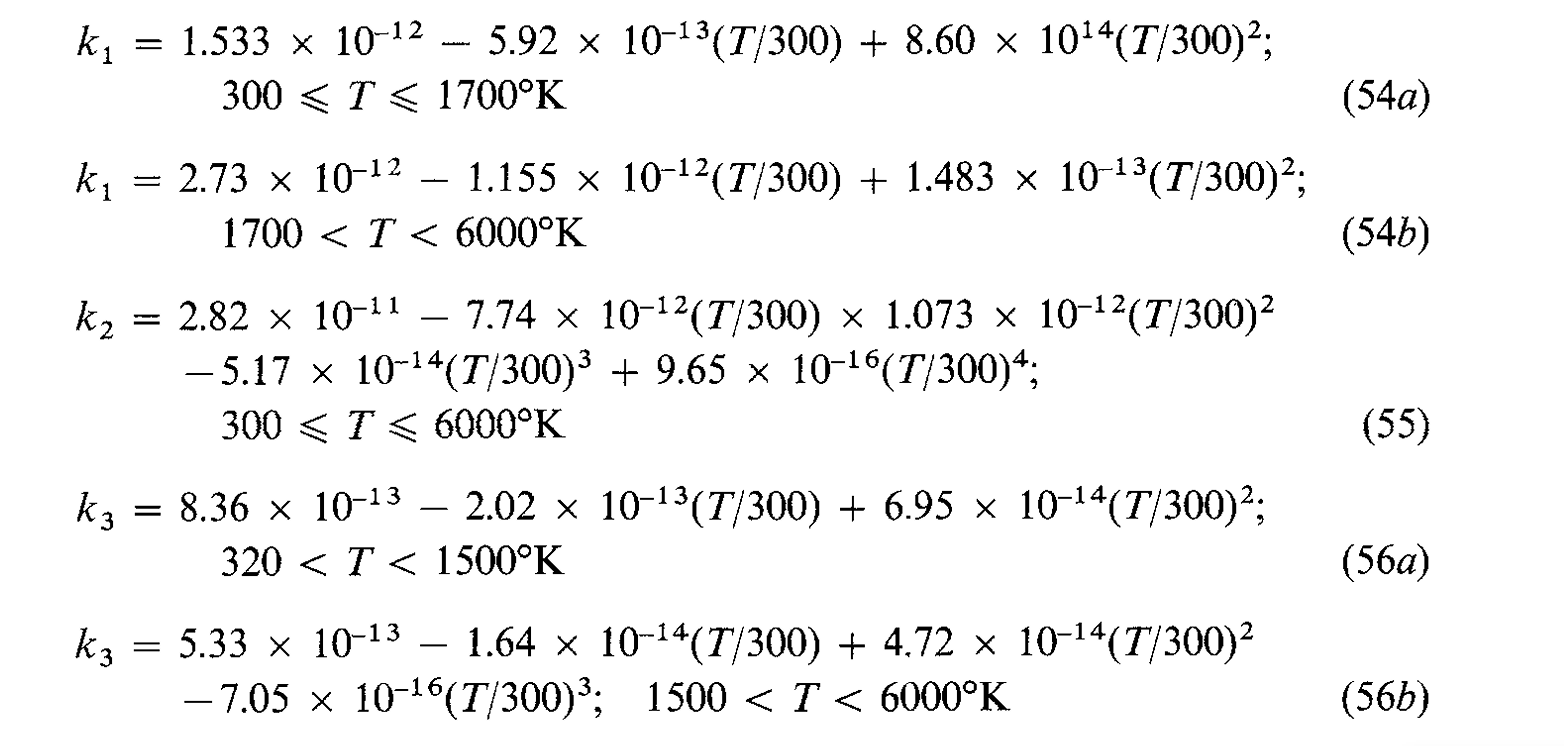 k₁ = 1.533 × 10⁻¹² − 5.92 × 10⁻¹³(T/300) + 8.60 × 10¹⁴(T/300)²;
300 ⩽ T ⩽ 1700°K (54a)
k₁ = 2.73 × 10⁻¹² − 1.155 × 10⁻¹²(T/300) + 1.483 × 10⁻¹³(T/300)²;
1700 < T < 6000°K (54b)
k₂ = 2.82 × 10⁻¹¹ − 7.74 × 10⁻¹²(T/300) × 1.073 × 10⁻¹²(T/300)²
−5.17 × 10⁻¹⁴(T/300)³ + 9.65 × 10⁻¹⁶(T/300)⁴;
300 ⩽ T ⩽ 6000°K (55)
k₃ = 8.36 × 10⁻¹³ − 2.02 × 10⁻¹³(T/300) + 6.95 × 10⁻¹⁴(T/300)²;
320 < T < 1500°K (56a)
k₃ = 5.33 × 10⁻¹³ − 1.64 × 10⁻¹⁴(T/300) + 4.72 × 10⁻¹⁴(T/300)²
−7.05 × 10⁻¹⁶(T/300)³; 1500 < T < 6000°K (56b)